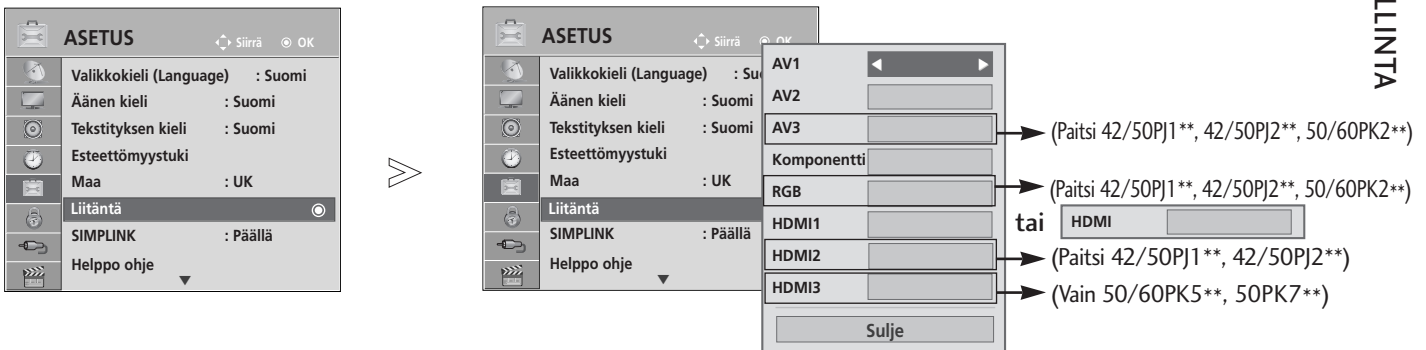 ASETUS
Siirrä OK
Valikkokieli (Language) : Suomi
Äänen kieli : Suomi
Tekstityksen kieli : Suomi
Esteettömyystuki
Maa : UK
Liitäntä
SIMPLINK : Päällä
Helppo ohje
ASETUS
Siirrä OK
Valikkokieli (Language) : Su
Äänen kieli : Suomi
Tekstityksen kieli : Suomi
Esteettömyystuki
Maa : UK
Liitäntä
SIMPLINK : Päällä
Helppo ohje
AV1
AV2
AV3
Komponentti
RGB
HDMI1
HDMI2
HDMI3
Sulje
(Paitsi 42/50PJ1**, 42/50PJ2**, 50/60PK2**)
(Paitsi 42/50PJ1**, 42/50PJ2**, 50/60PK2**)
tai HDMI
(Paitsi 42/50PJ1**, 42/50PJ2**)
(Vain 50/60PK5**, 50PK7**)
LLINTA